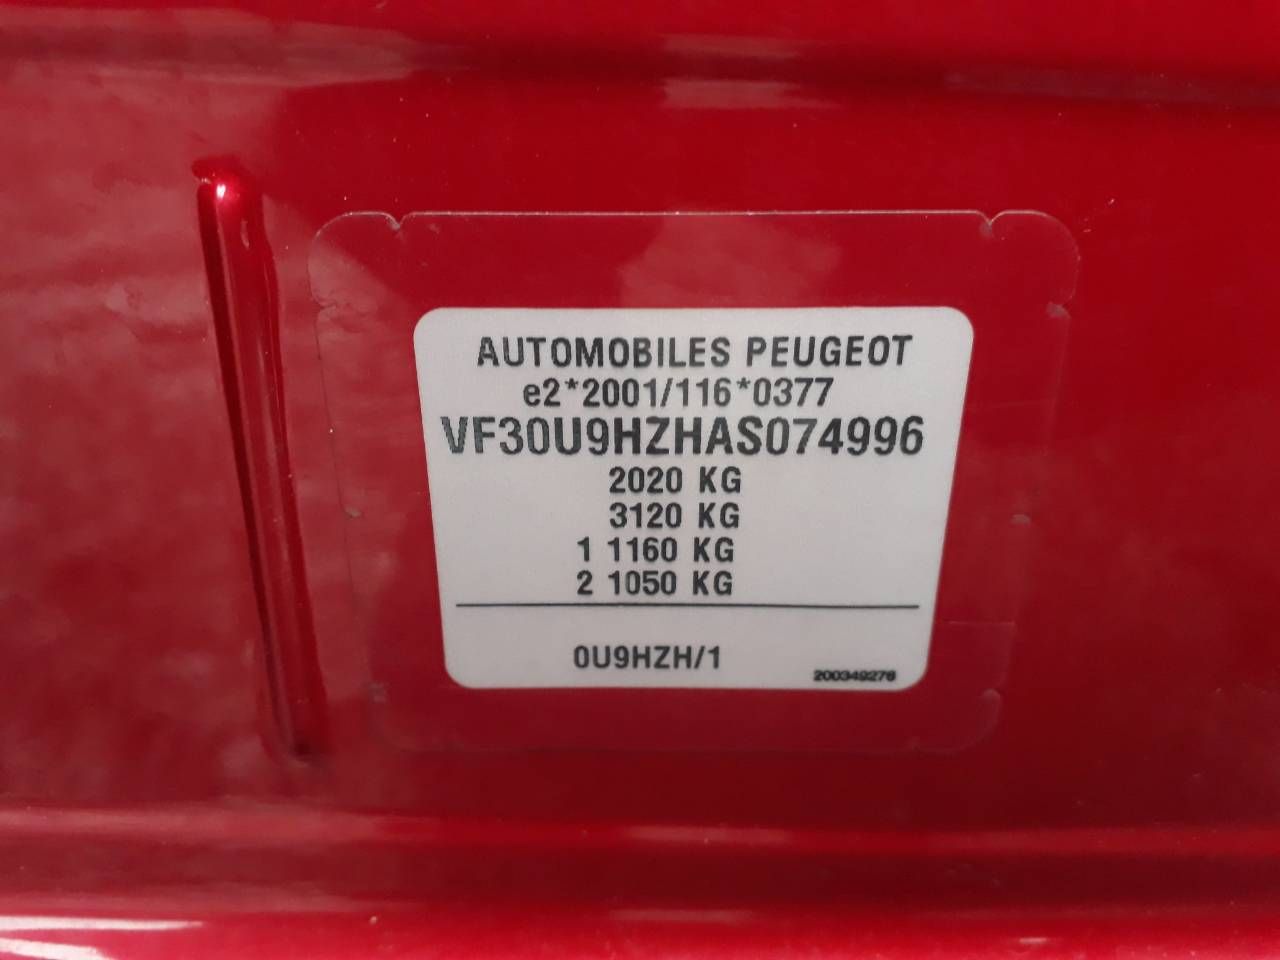 AUTOMOBILES PEUGEOT
e2*2001/116*0377
VF30U9HZHAS074996
2020 KG
3120 KG
1 1160 KG
2 1050 KG
0U9HZH/1
200349276